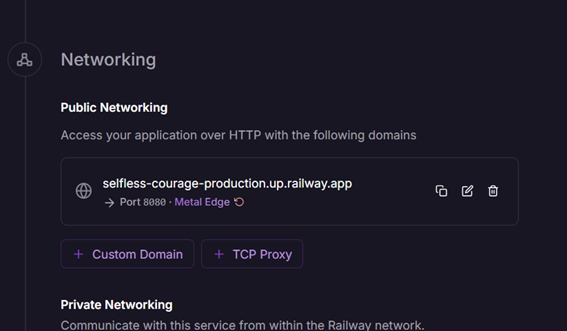 Networking
Public Networking
Access your application over HTTP with the following domains
selfless-courage-production.up.railway.app
→ Port 8080 · Metal Edge
+ Custom Domain
+ TCP Proxy
Private Networking
Communicate with this service from within the Railway network.